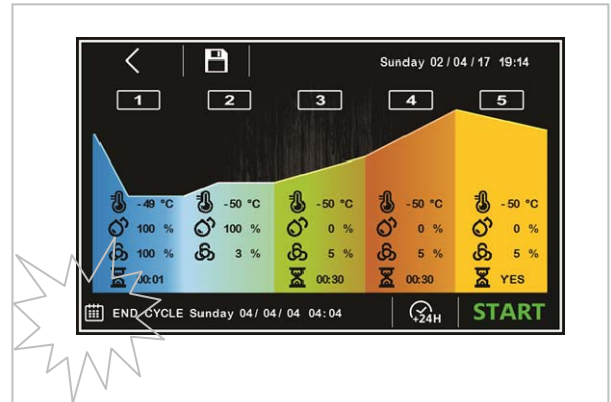 Sunday 02/04/17 19:14
1 2 3 4 5
-49 °C -50 °C -50 °C -50 °C -50 °C
100 % 100 % 0 % 0 % 0 %
100 % 3 % 5 % 5 % 5 %
00:01 00:30 00:30 YES
END CYCLE Sunday 04/04/04 04:04 +24H START